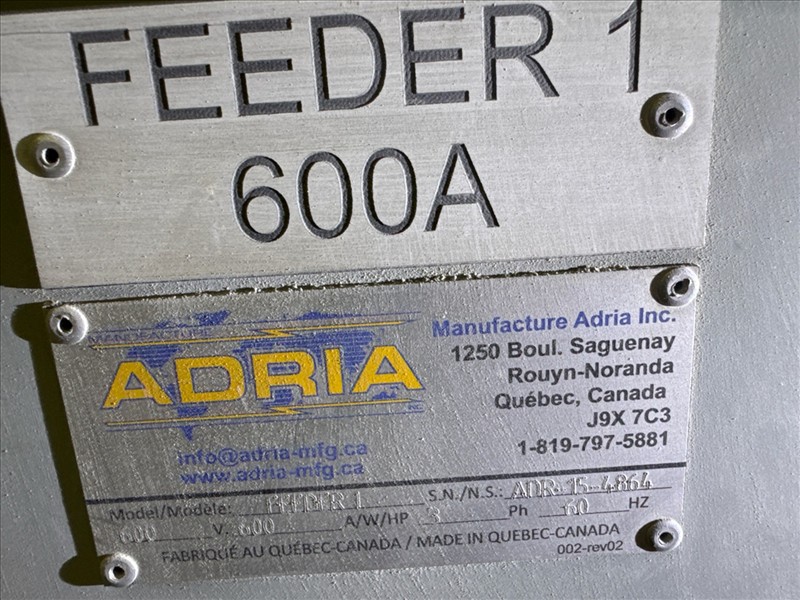 FEEDER 1
600A
MANUFACTURE
ADRIA
INC
info@adria-mfg.ca
www.adria-mfg.ca
Manufacture Adria Inc.
1250 Boul. Saguenay
Rouyn-Noranda
Québec, Canada
J9X 7C3
1-819-797-5881
Model/Modèle: FEEDER 1 S.N./N.S.: ADR-15-4864
600 V. 600 A/W/HP 3 Ph 60 HZ
FABRIQUÉ AU QUÉBEC-CANADA / MADE IN QUEBEC-CANADA
002-rev02